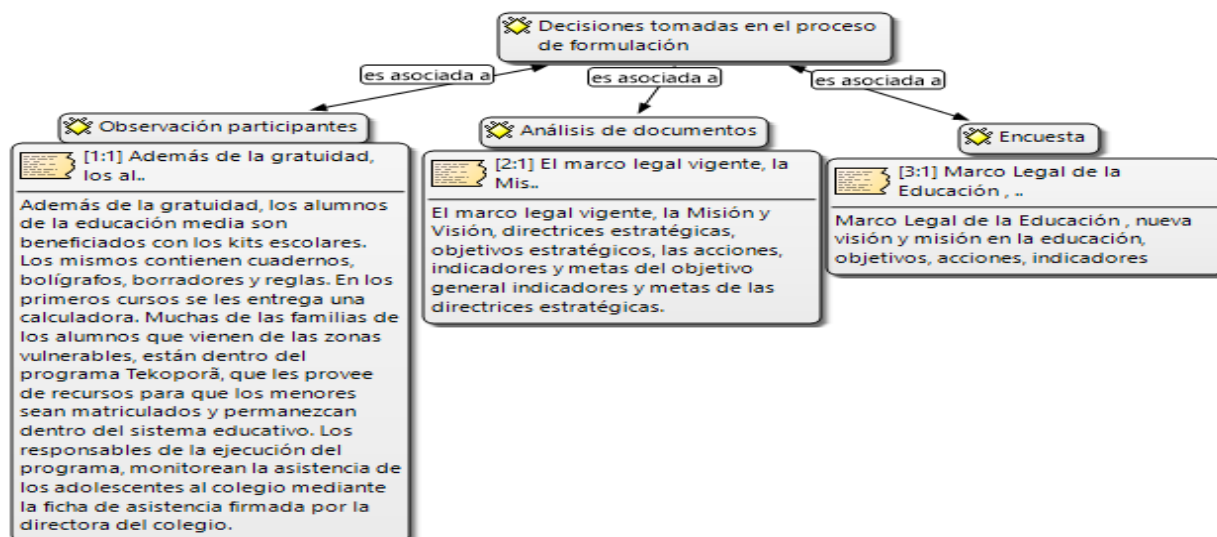 Decisiones tomadas en el proceso
de formulación
es asociada a
es asociada a
es asociada a
Observación participantes
[1:1] Además de la gratuidad,
los al..
Además de la gratuidad, los alumnos
de la educación media son
beneficiados con los kits escolares.
Los mismos contienen cuadernos,
bolígrafos, borradores y reglas. En los
primeros cursos se les entrega una
calculadora. Muchas de las familias de
los alumnos que vienen de las zonas
vulnerables, están dentro del
programa Tekoporã, que les provee
de recursos para que los menores
sean matriculados y permanezcan
dentro del sistema educativo. Los
responsables de la ejecución del
programa, monitorean la asistencia de
los adolescentes al colegio mediante
la ficha de asistencia firmada por la
directora del colegio.
Análisis de documentos
[2:1] El marco legal vigente, la
Mis..
El marco legal vigente, la Misión y
Visión, directrices estratégicas,
objetivos estratégicos, las acciones,
indicadores y metas del objetivo
general indicadores y metas de las
directrices estratégicas.
Encuesta
[3:1] Marco Legal de la
Educación , ..
Marco Legal de la Educación , nueva
visión y misión en la educación,
objetivos, acciones, indicadores